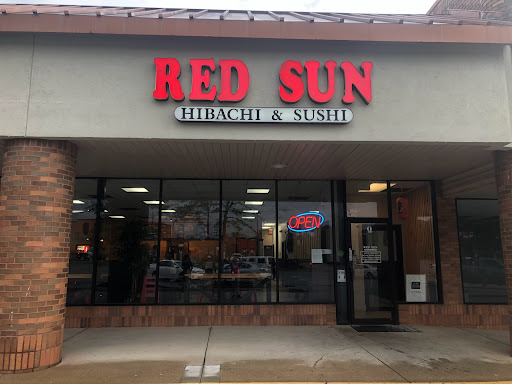 RED SUN
HIBACHI & SUSHI
OPEN